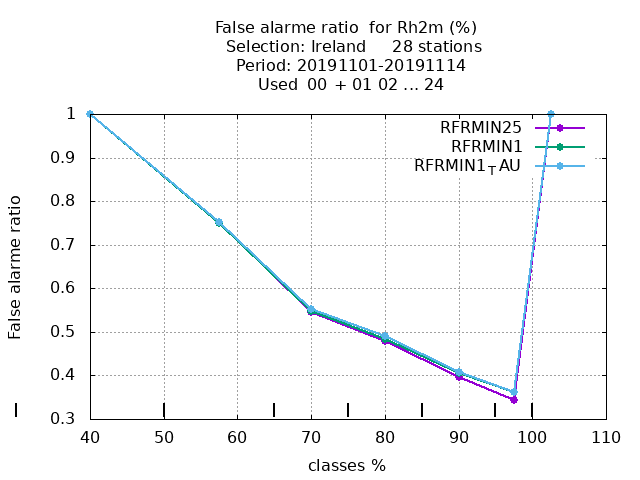 False alarme ratio  for Rh2m (%)
Selection: Ireland     28 stations
Period: 20191101-20191114
Used  00  + 01 02 ... 24
RFRMIN25
RFRMIN1
RFRMIN1TAU
False alarme ratio
1
0.9
0.8
0.7
0.6
0.5
0.4
0.3
40 50 60 70 80 90 100 110
classes %